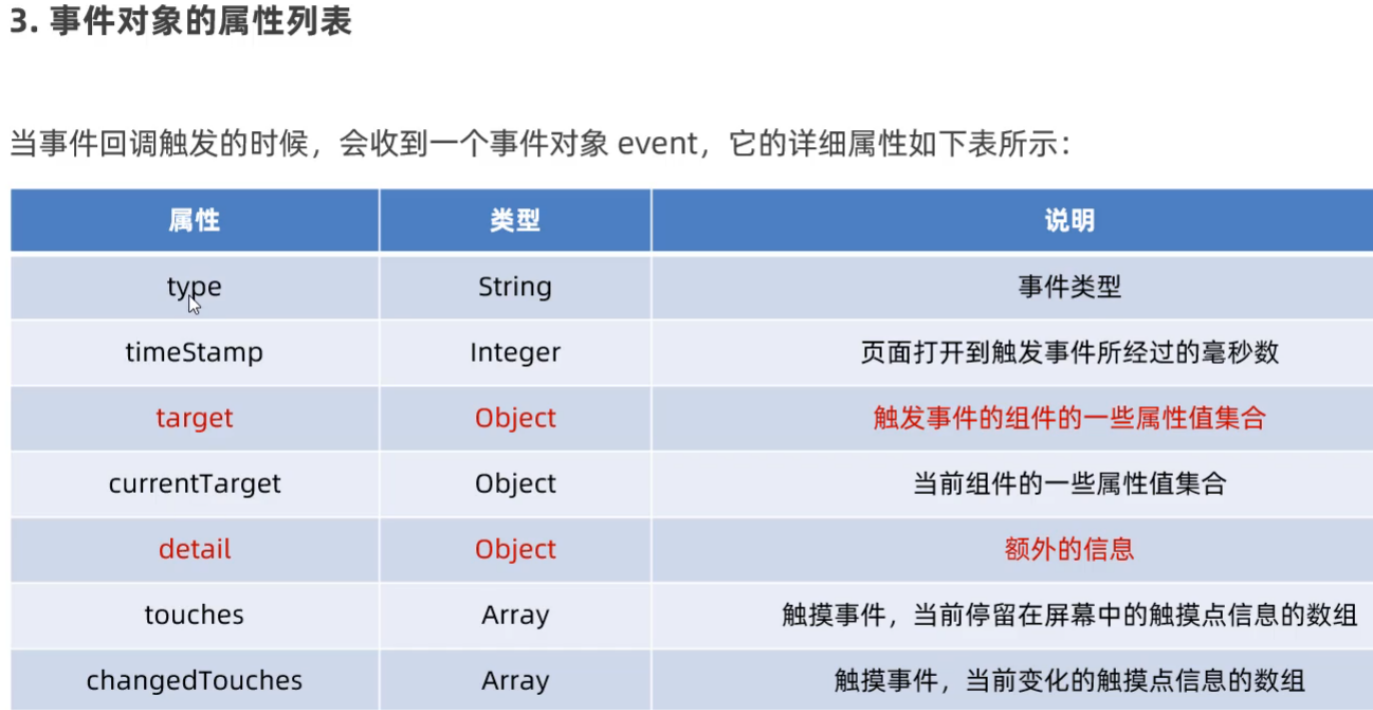 3. 事件对象的属性列表
当事件回调触发的时候，会收到一个事件对象 event，它的详细属性如下表所示：
属性 类型 说明
type String 事件类型
timeStamp Integer 页面打开到触发事件所经过的毫秒数
target Object 触发事件的组件的一些属性值集合
currentTarget Object 当前组件的一些属性值集合
detail Object 额外的信息
touches Array 触摸事件，当前停留在屏幕中的触摸点信息的数组
changedTouches Array 触摸事件，当前变化的触摸点信息的数组